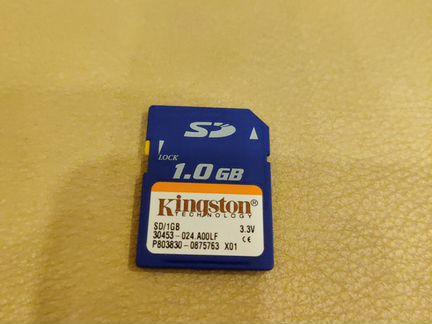 SD
LOCK
1.0 GB
Kingston®
TECHNOLOGY
SD/1GB 3.3V
30453-024.A00LF CE
P803830-0875763 X01